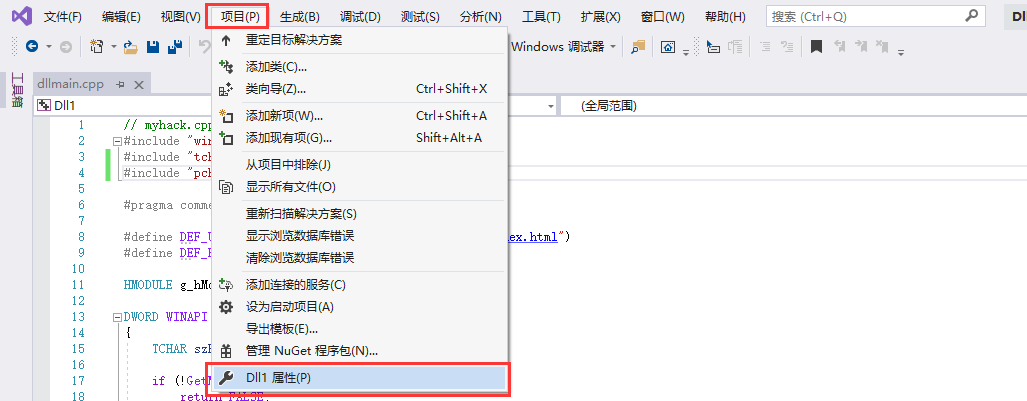 文件(F) 编辑(E) 视图(V) 项目(P) 生成(B) 调试(D) 测试(S) 分析(N) 工具(T) 扩展(X) 窗口(W) 帮助(H) 搜索 (Ctrl+Q) Dl
Windows 调试器
工具箱
dllmain.cpp
Dll1 (全局范围)
重定目标解决方案
添加类(C)...
类向导(Z)... Ctrl+Shift+X
添加新项(W)... Ctrl+Shift+A
添加现有项(G)... Shift+Alt+A
从项目中排除(J)
显示所有文件(O)
重新扫描解决方案(S)
显示浏览数据库错误
清除浏览数据库错误
添加连接的服务(C)
设为启动项目(A)
导出模板(E)...
管理 NuGet 程序包(N)...
Dll1 属性(P)
1 // myhack.cpp
2 #include "win
3 #include "tch
4 #include "pch
5
6 #pragma comme
7
8 #define DEF_U ex.html")
9 #define DEF_
10
11 HMODULE g_hMo
12
13 DWORD WINAPI
14 {
15 TCHAR szP
16
17 if (!GetM
18 return FALSE;